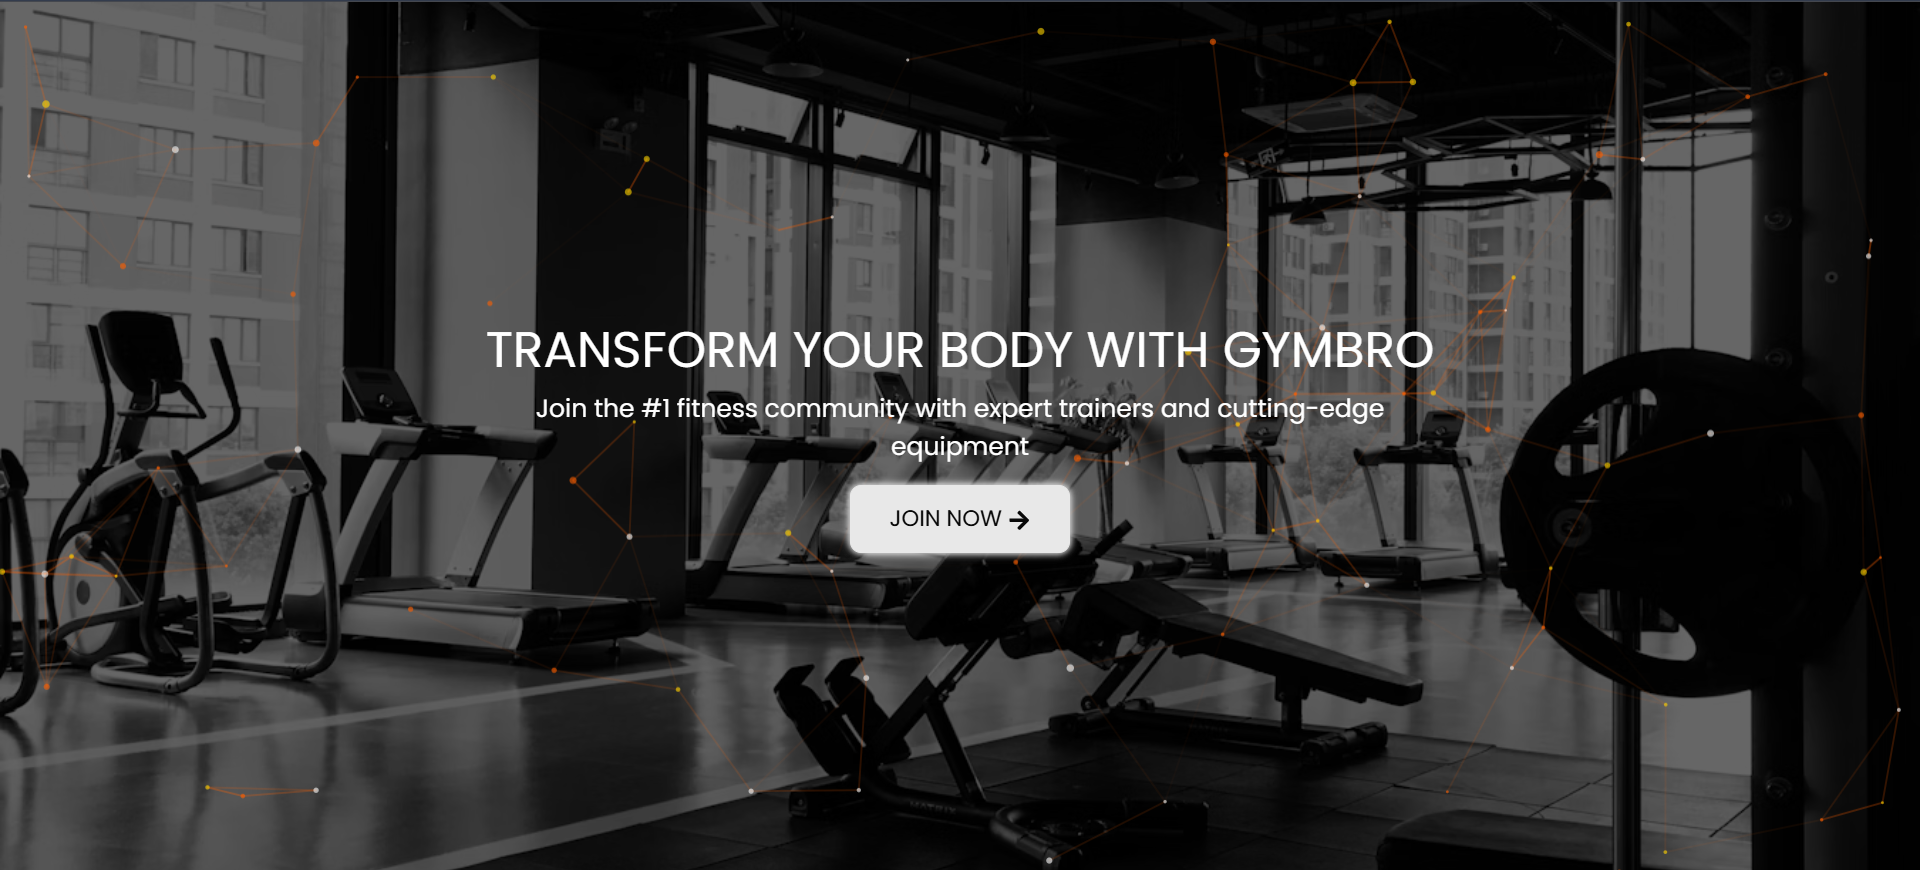 TRANSFORM YOUR BODY WITH GYMBRO
Join the #1 fitness community with expert trainers and cutting-edge
equipment
JOIN NOW
MATRIX